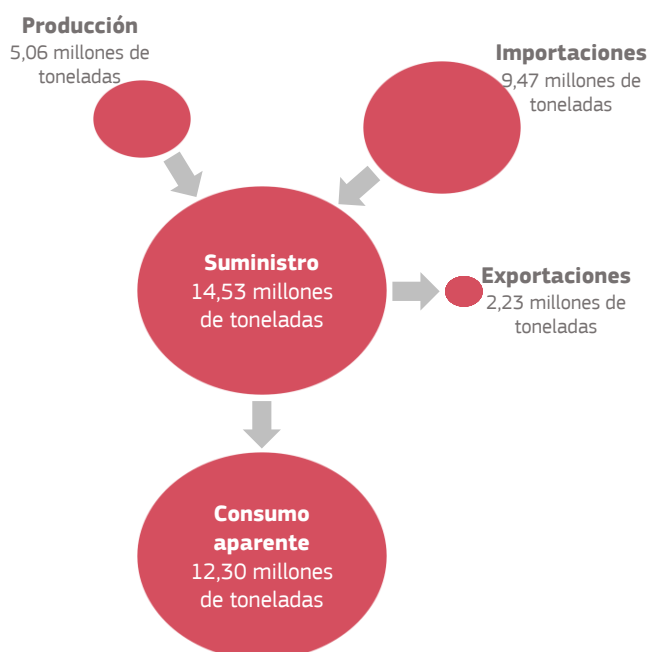 Producción
5,06 millones de
toneladas
Importaciones
9,47 millones de
toneladas
Suministro
14,53 millones
de toneladas
Exportaciones
2,23 millones de
toneladas
Consumo
aparente
12,30 millones
de toneladas